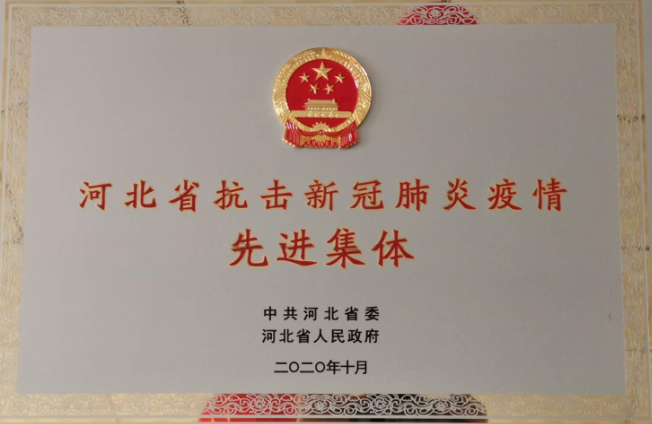 河北省抗击新冠肺炎疫情
先进集体
中共河北省委
河北省人民政府
二〇二〇年十月